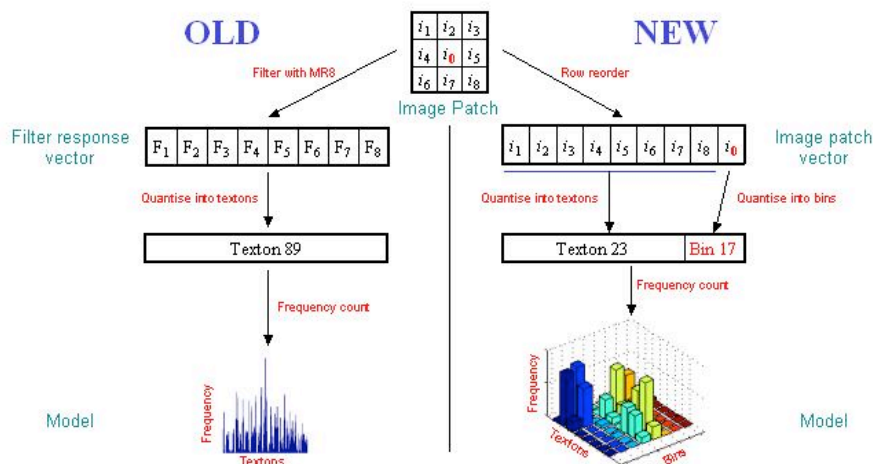 OLD
NEW
i1 i2 i3
i4 i0 i5
i6 i7 i8
Filter with MR8
Row reorder
Image Patch
Filter response
vector
F1 F2 F3 F4 F5 F6 F7 F8
i1 i2 i3 i4 i5 i6 i7 i8 i0
Image patch
vector
Quantise into textons
Quantise into textons
Quantise into bins
Texton 89
Texton 23
Bin 17
Frequency count
Frequency count
Frequency
Textons
Frequency
Textons
Bins
Model
Model